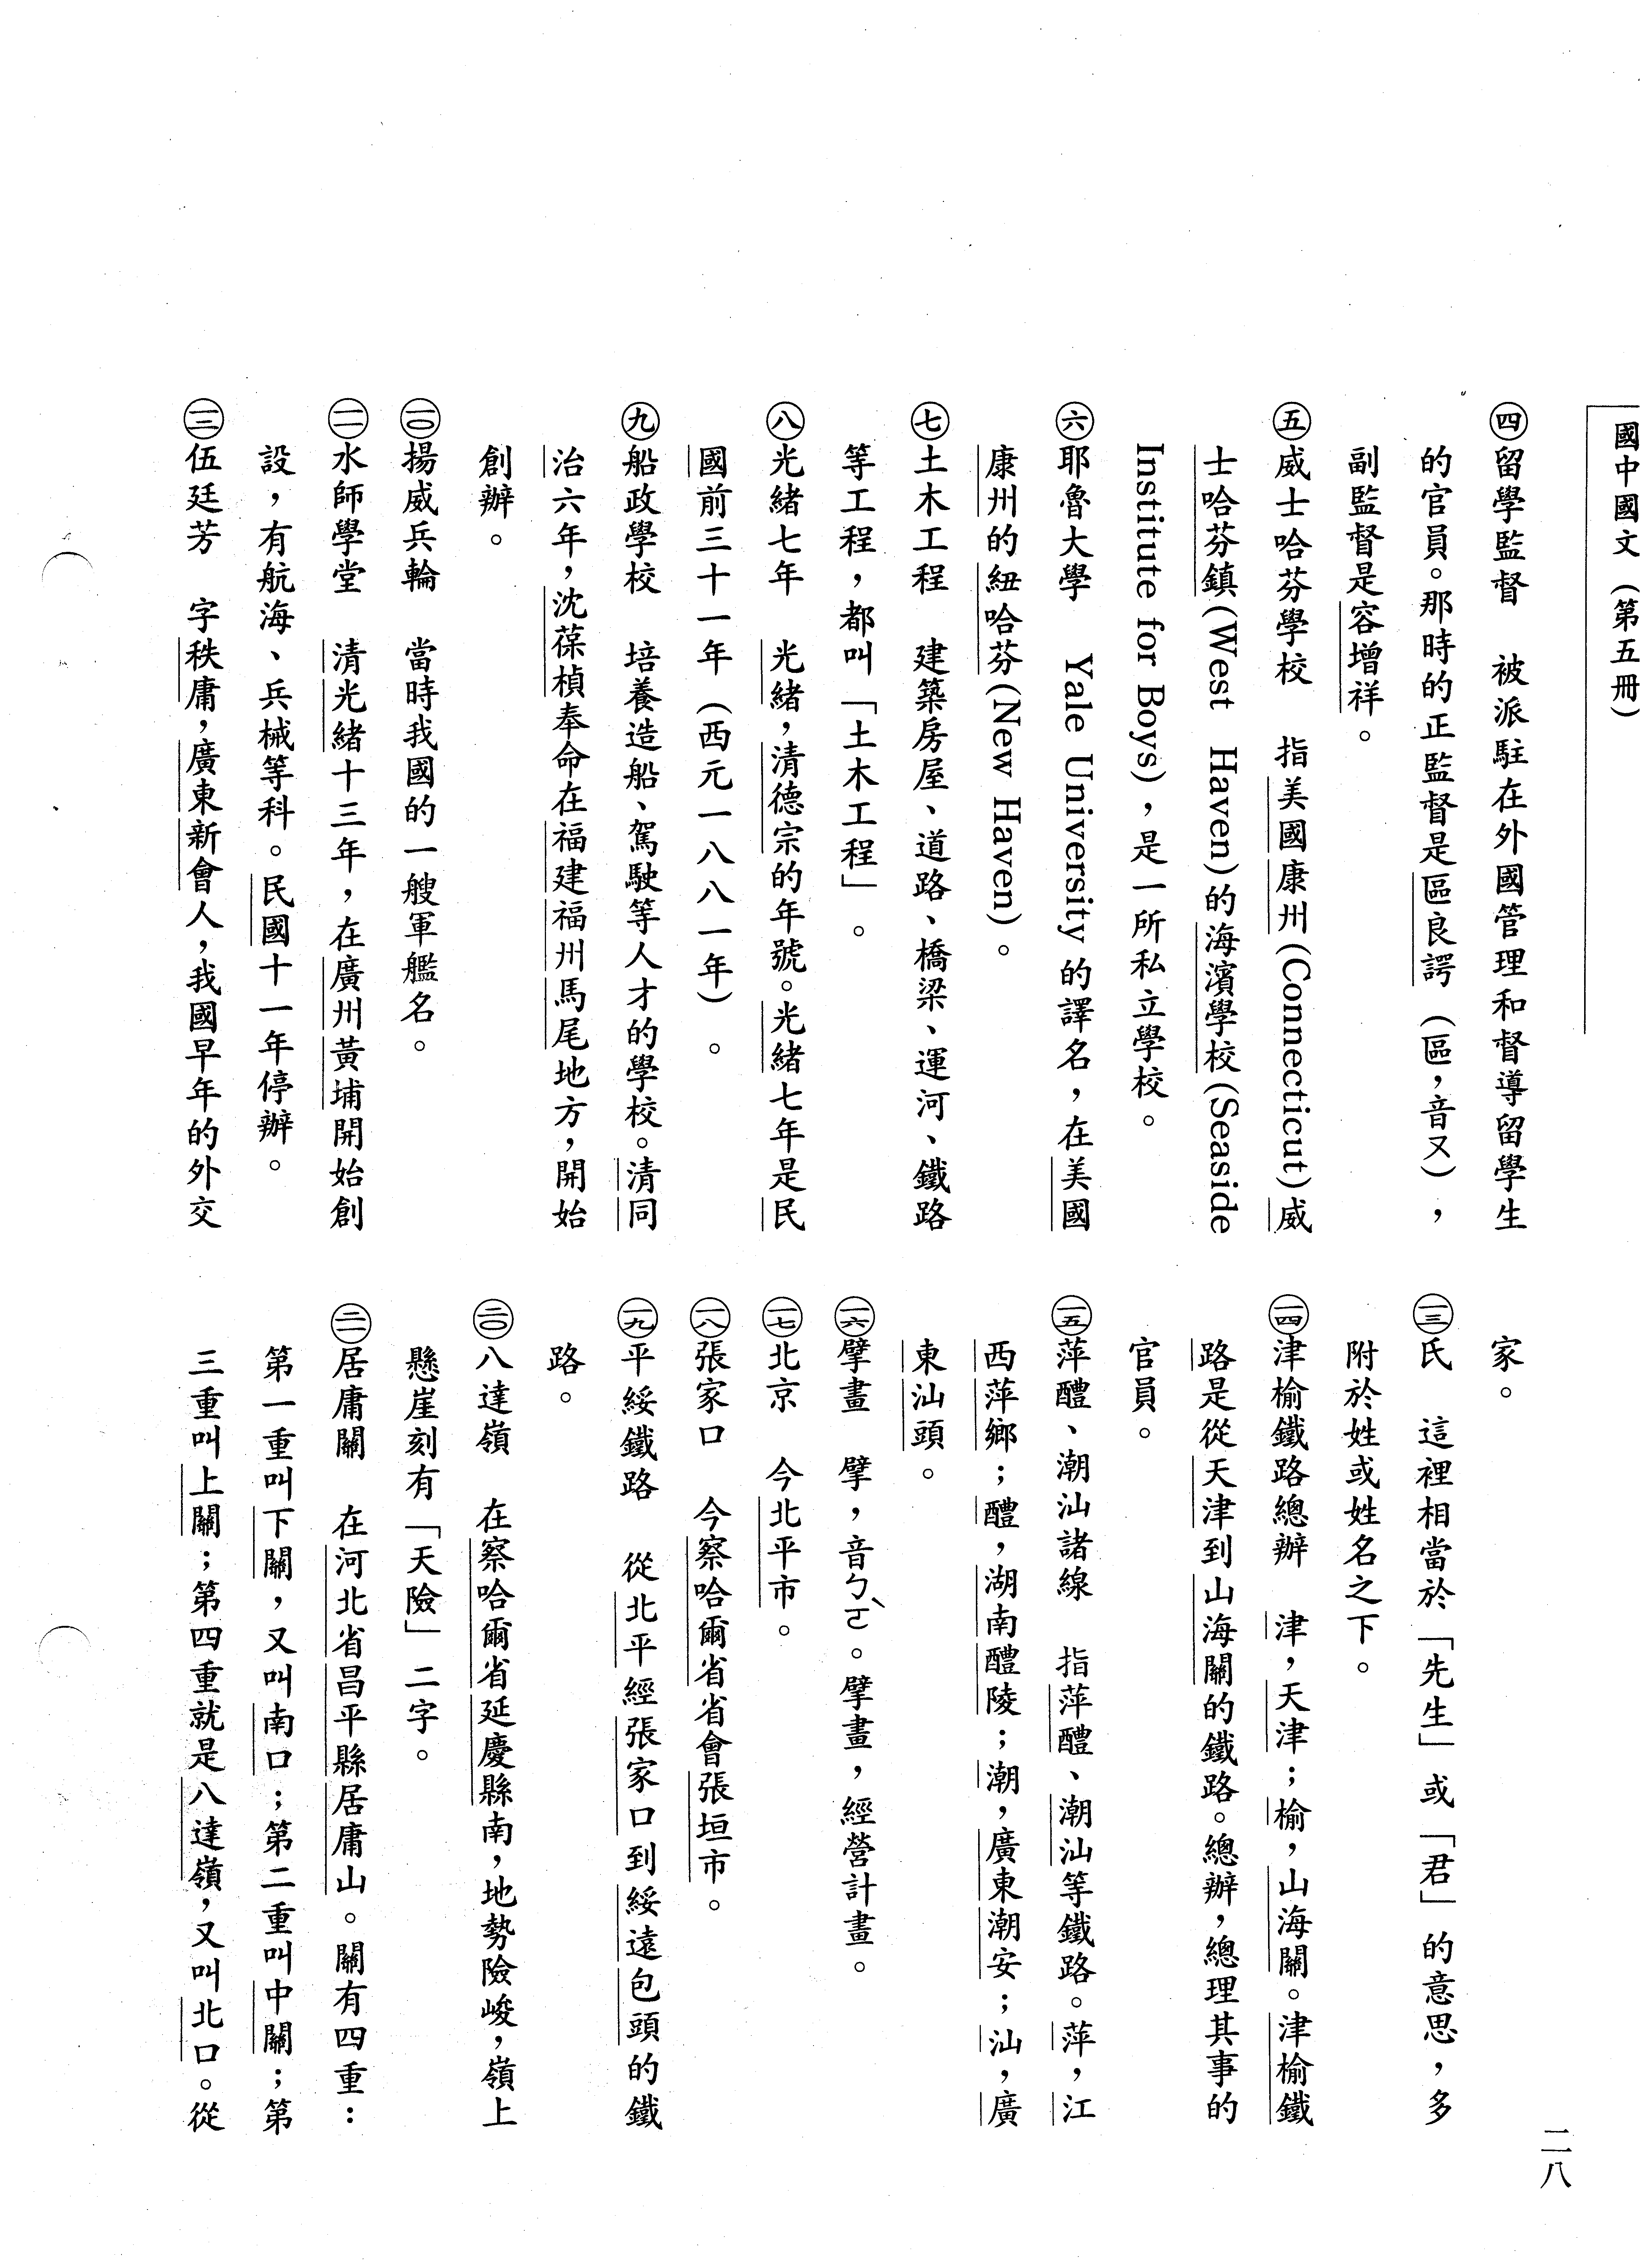 國中國文（第五冊）
㊃留學監督　被派駐在外國管理和督導留學生
的官員。那時的正監督是區良諤（區，音又），
副監督是容增祥。
㊄威士哈芬學校　指美國康州(Connecticut)威
士哈芬鎮(West Haven)的海濱學校(Seaside
Institute for Boys)，是一所私立學校。
㊅耶魯大學　Yale University的譯名，在美國
康州的紐哈芬(New Haven)。
㊆土木工程　建築房屋、道路、橋梁、運河、鐵路
等工程，都叫「土木工程」。
㊇光緒七年　光緒，清德宗的年號。光緒七年是民
國前三十一年（西元一八八一年）。
㊈船政學校　培養造船、駕駛等人才的學校。清同
治六年，沈葆楨奉命在福建福州馬尾地方，開始
創辦。
(一〇)揚威兵輪　當時我國的一艘軍艦名。
(一一)水師學堂　清光緒十三年，在廣州黃埔開始創
設，有航海、兵械等科。民國十一年停辦。
(一二)伍廷芳　字秩庸，廣東新會人，我國早年的外交
家。
(一三)氏　這裡相當於「先生」或「君」的意思，多
附於姓或姓名之下。
(一四)津榆鐵路總辦　津，天津；榆，山海關。津榆鐵
路是從天津到山海關的鐵路。總辦，總理其事的
官員。
(一五)萍醴、潮汕諸線　指萍醴、潮汕等鐵路。萍，江
西萍鄉；醴，湖南醴陵；潮，廣東潮安；汕，廣
東汕頭。
(一六)擘畫　擘，音ㄅㄛˋ。擘畫，經營計畫。
(一七)北京　今北平市。
(一八)張家口　今察哈爾省省會張垣市。
(一九)平綏鐵路　從北平經張家口到綏遠包頭的鐵
路。
(二〇)八達嶺　在察哈爾省延慶縣南，地勢險峻，嶺上
懸崖刻有「天險」二字。
(二一)居庸關　在河北省昌平縣居庸山。關有四重：
第一重叫下關，又叫南口；第二重叫中關；第
三重叫上關；第四重就是八達嶺，又叫北口。從
二八